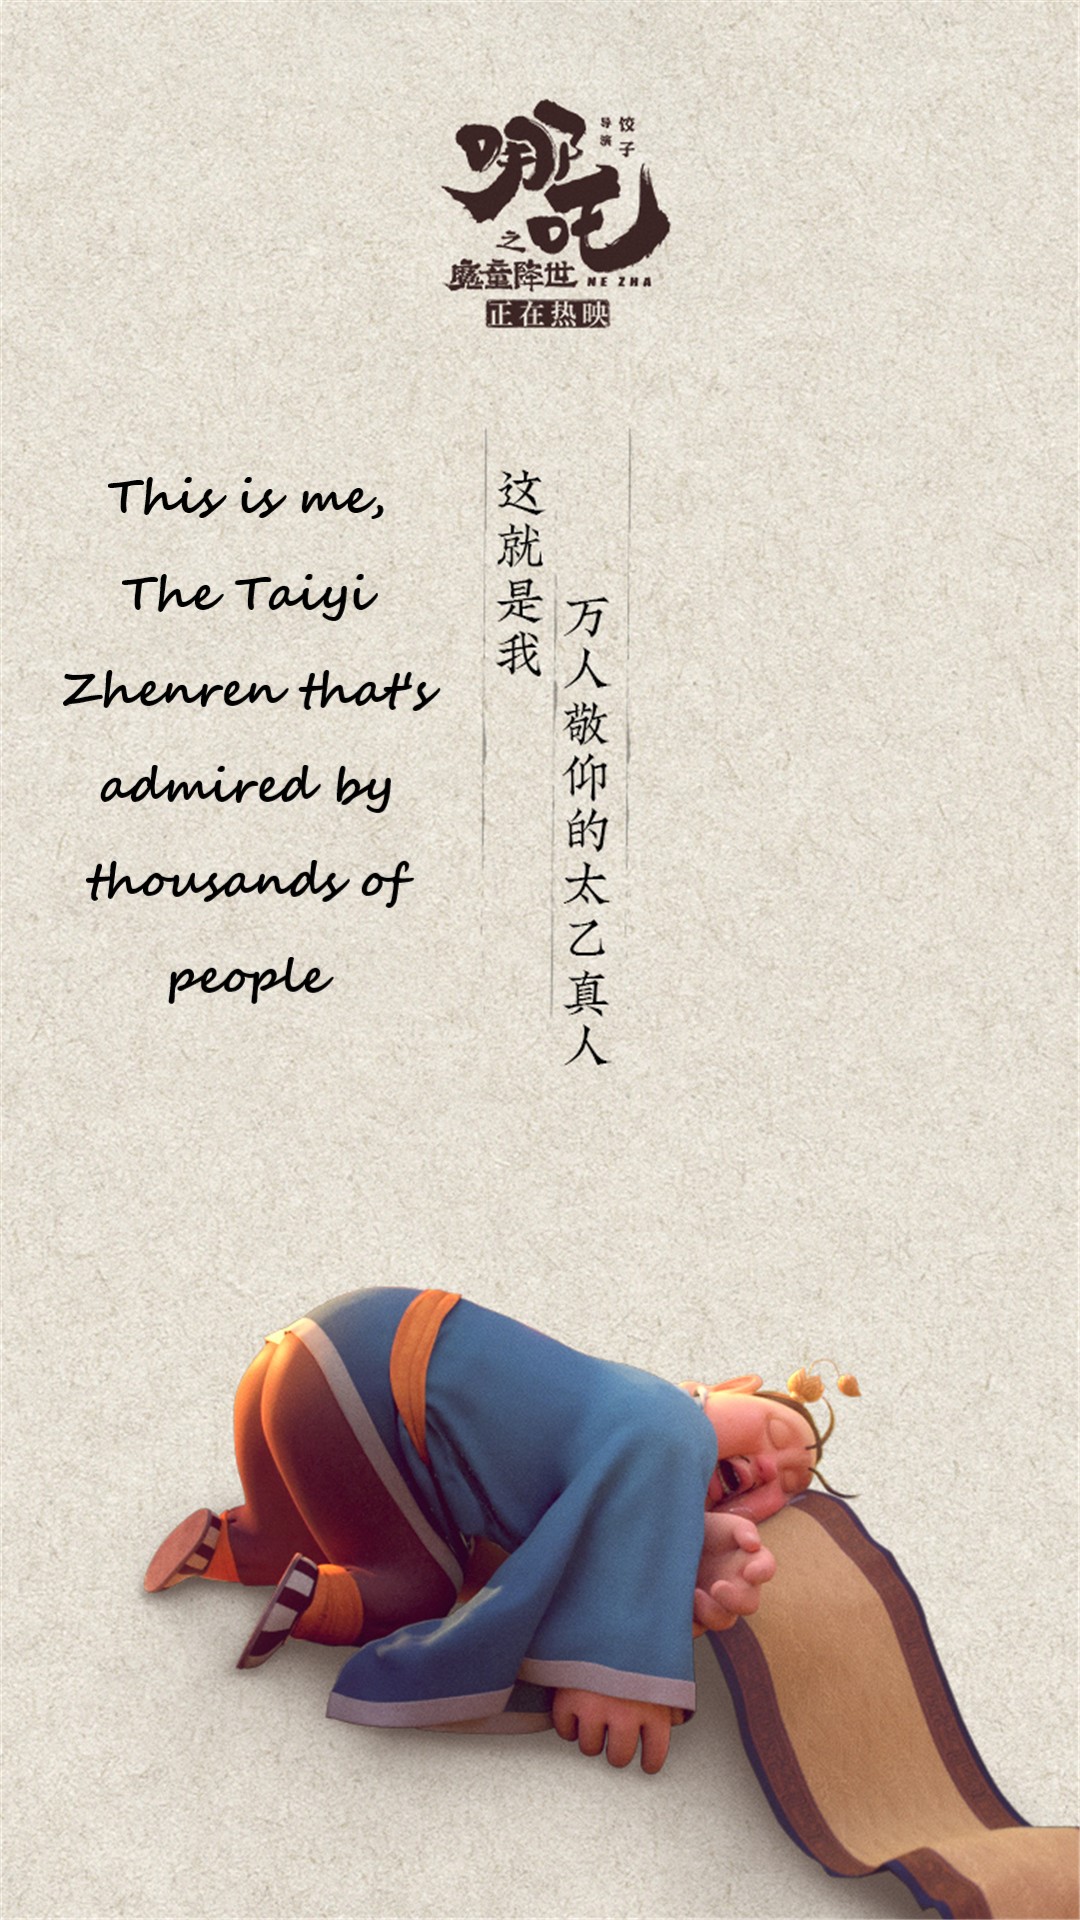 哪吒
导演
饺子
之
魔童降世
NE ZHA
正在热映
This is me,
The Taiyi
Zhenren that's
admired by
thousands of
people
这就是我
万人敬仰的太乙真人